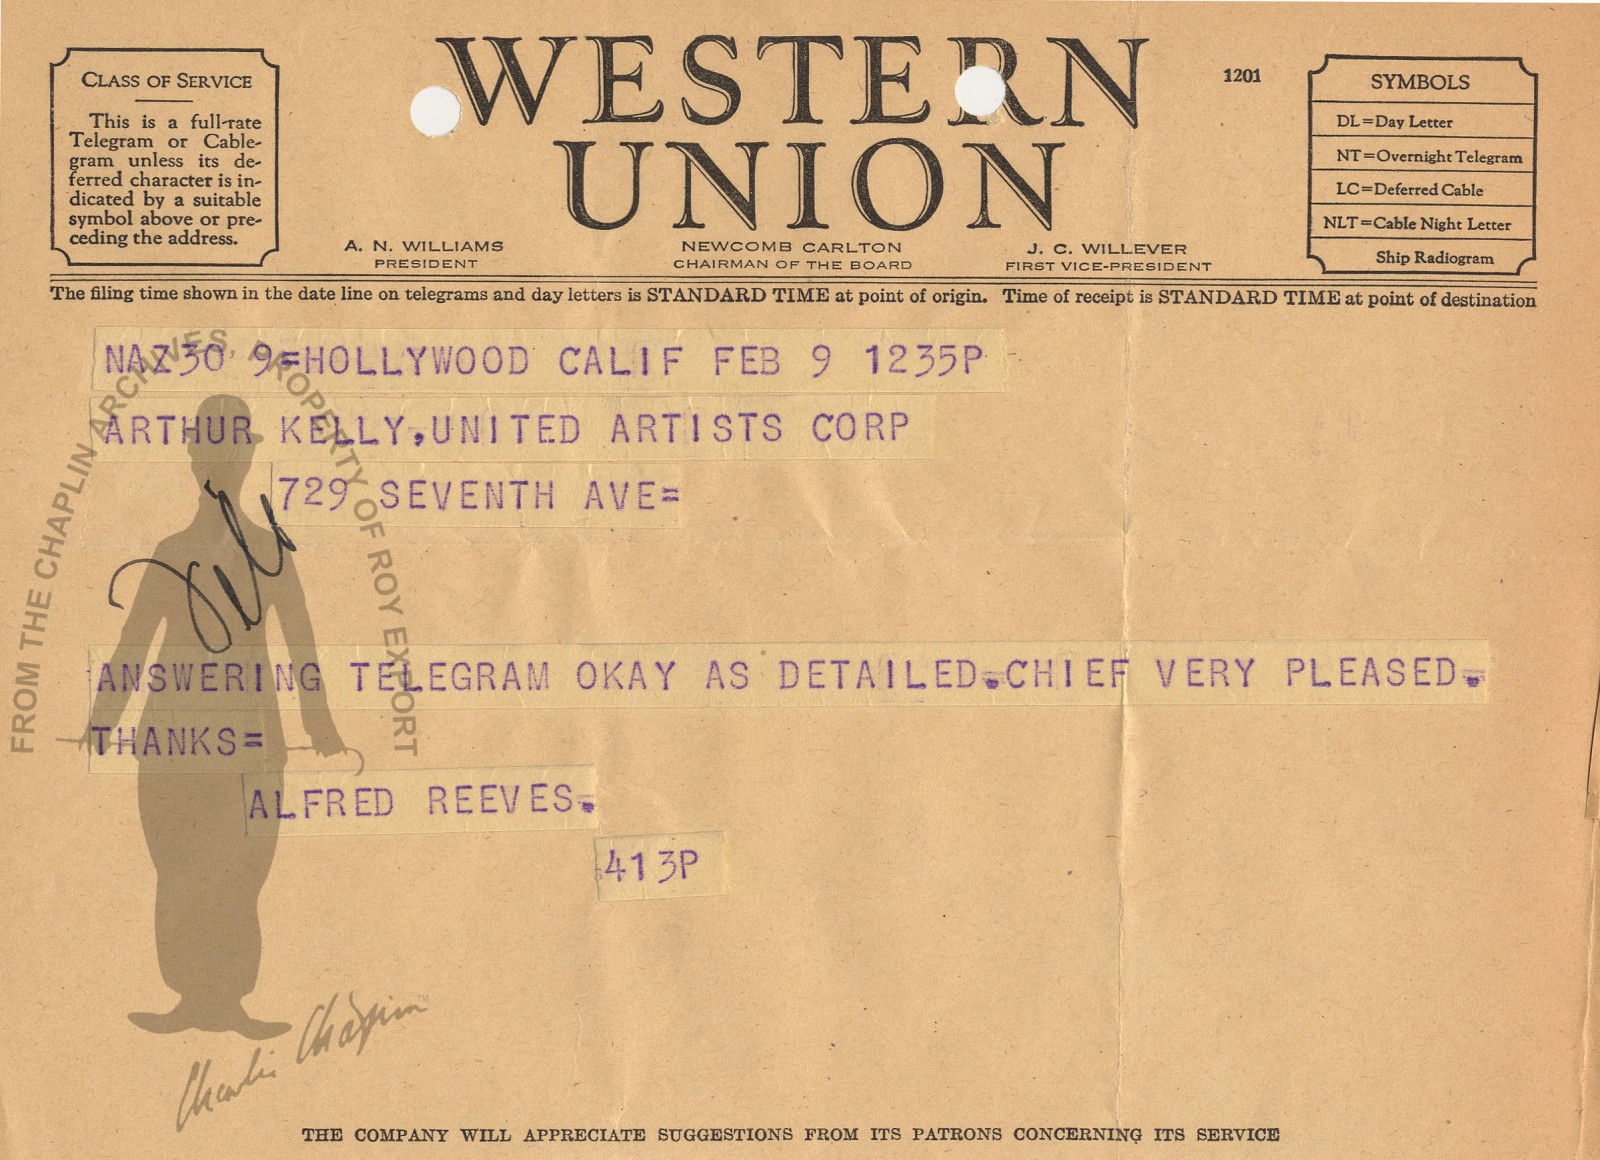 CLASS OF SERVICE
This is a full-rate
Telegram or Cable-
gram unless its de-
ferred character is in-
dicated by a suitable
symbol above or pre-
ceding the address.
WESTERN
UNION
1201
A. N. WILLIAMS
PRESIDENT
NEWCOMB CARLTON
CHAIRMAN OF THE BOARD
J. C. WILLEVER
FIRST VICE-PRESIDENT
SYMBOLS
DL=Day Letter
NT=Overnight Telegram
LC=Deferred Cable
NLT=Cable Night Letter
Ship Radiogram
The filing time shown in the date line on telegrams and day letters is STANDARD TIME at point of origin. Time of receipt is STANDARD TIME at point of destination
NAZ30 9=HOLLYWOOD CALIF FEB 9 1235P
ARTHUR KELLY,UNITED ARTISTS CORP
729 SEVENTH AVE=
ANSWERING TELEGRAM OKAY AS DETAILED.CHIEF VERY PLEASED.
THANKS=
ALFRED REEVES.
413P
FROM THE CHAPLIN ARCHIVES, PROPERTY OF ROY EXPORT
Charlie Chaplin™
THE COMPANY WILL APPRECIATE SUGGESTIONS FROM ITS PATRONS CONCERNING ITS SERVICE